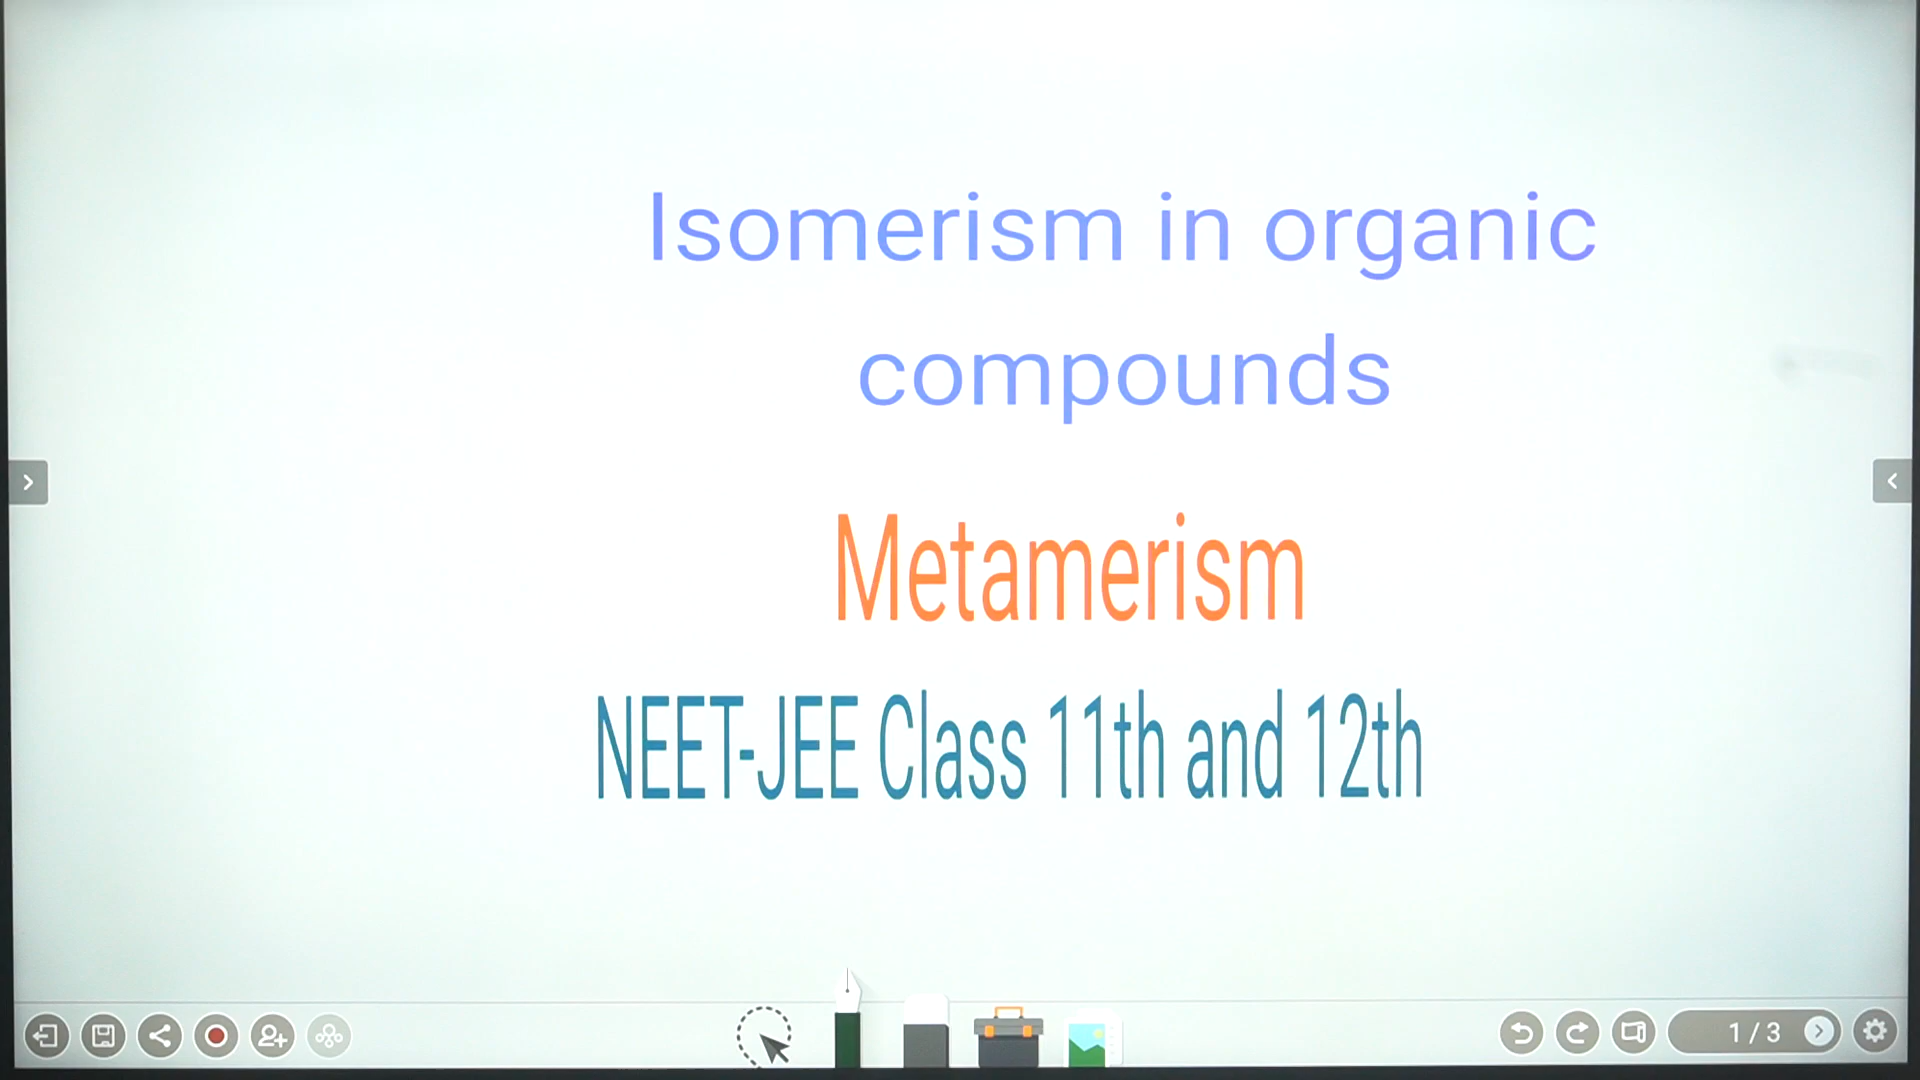 Isomerism in organic
compounds
Metamerism
NEET-JEE Class 11th and 12th
1 / 3